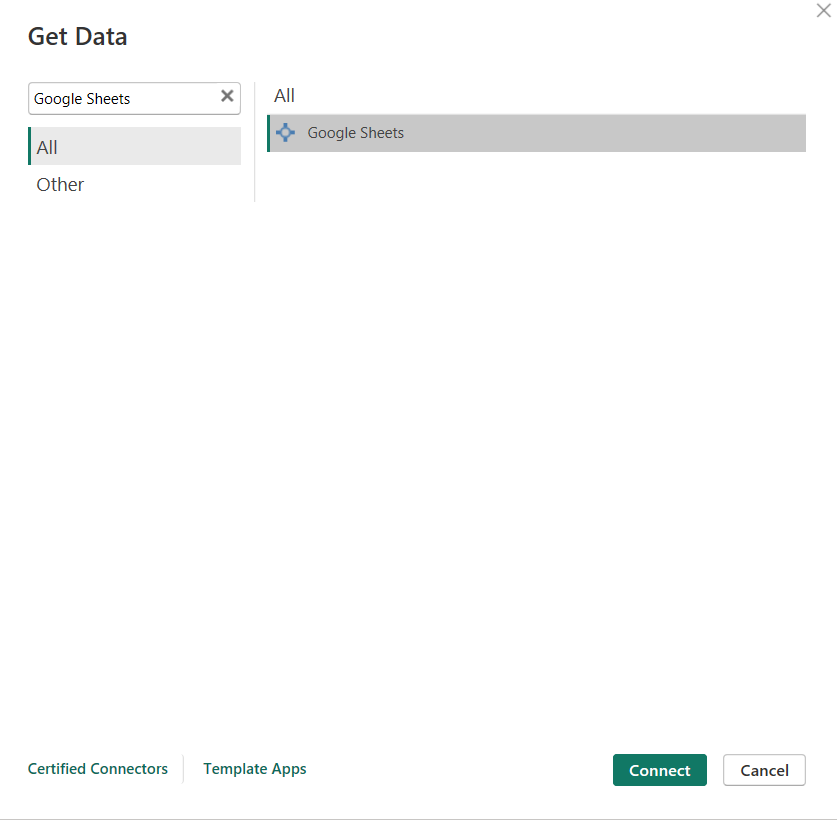 Get Data
Google Sheets
All
Other
All
Google Sheets
Certified Connectors
Template Apps
Connect
Cancel